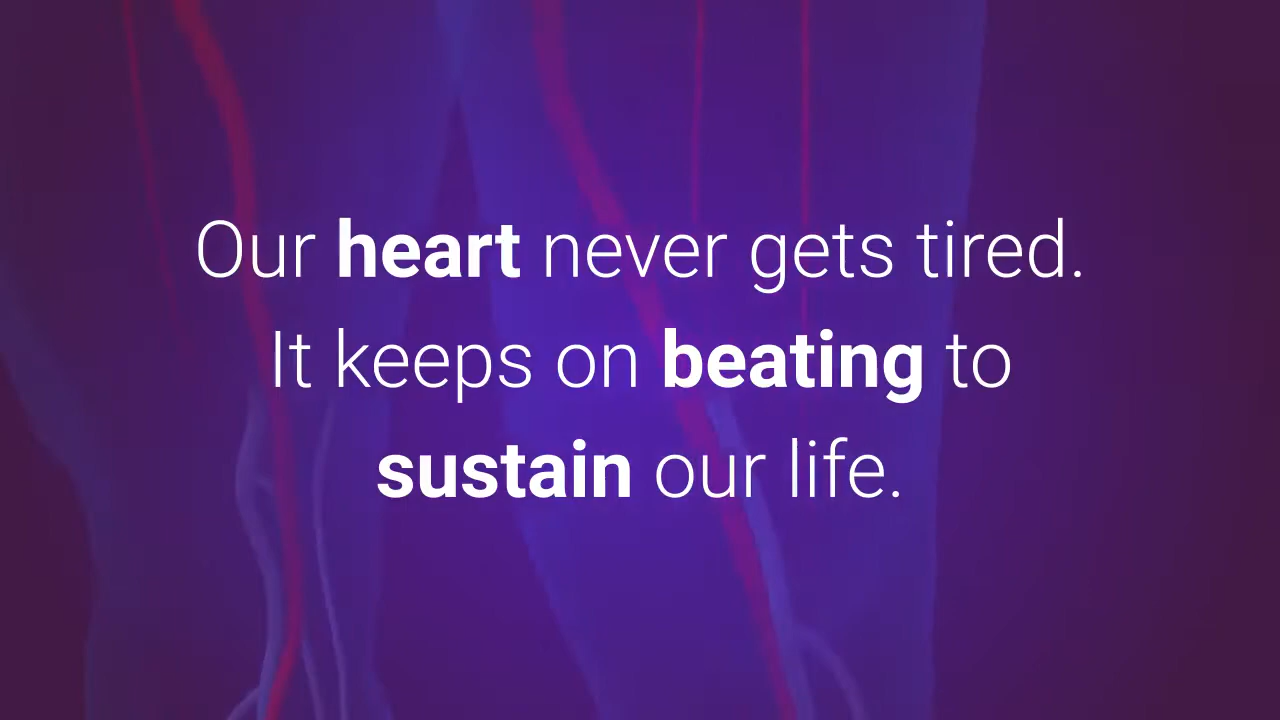 Our heart never gets tired.
It keeps on beating to
sustain our life.